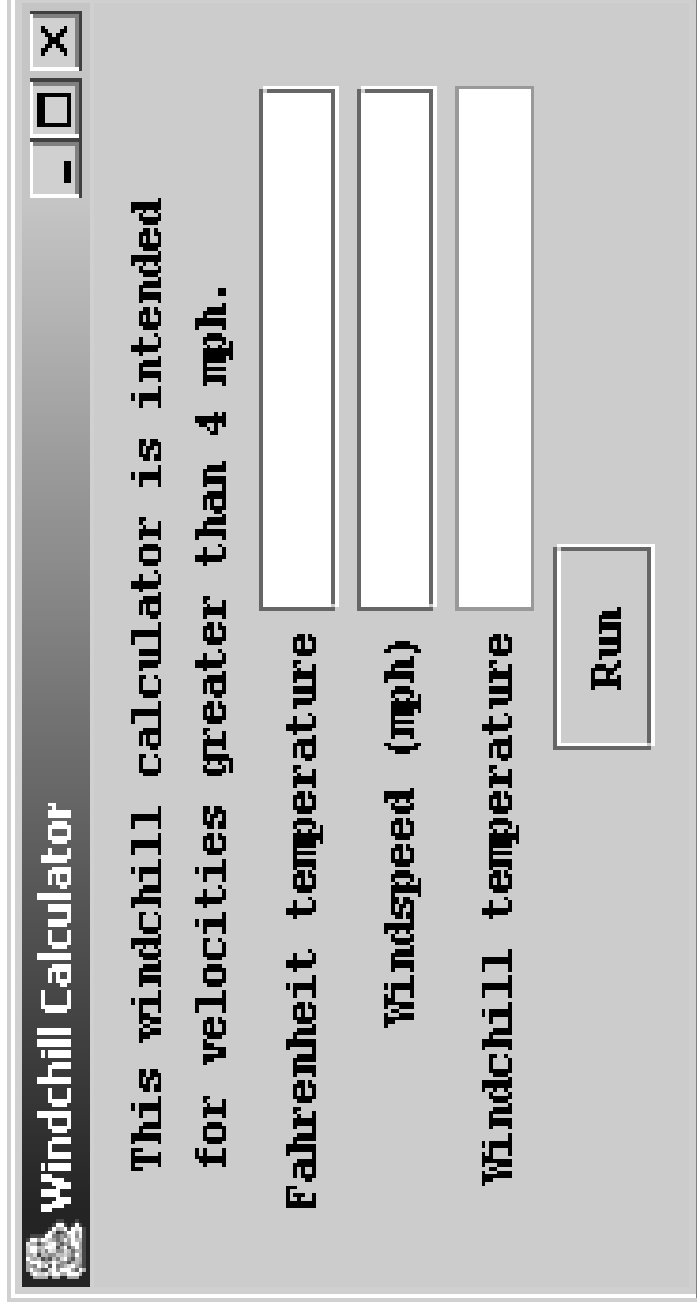 Windchill Calculator
This windchill calculator is intended
for velocities greater than 4 mph.
Fahrenheit temperature
Windspeed (mph)
Windchill temperature
Run